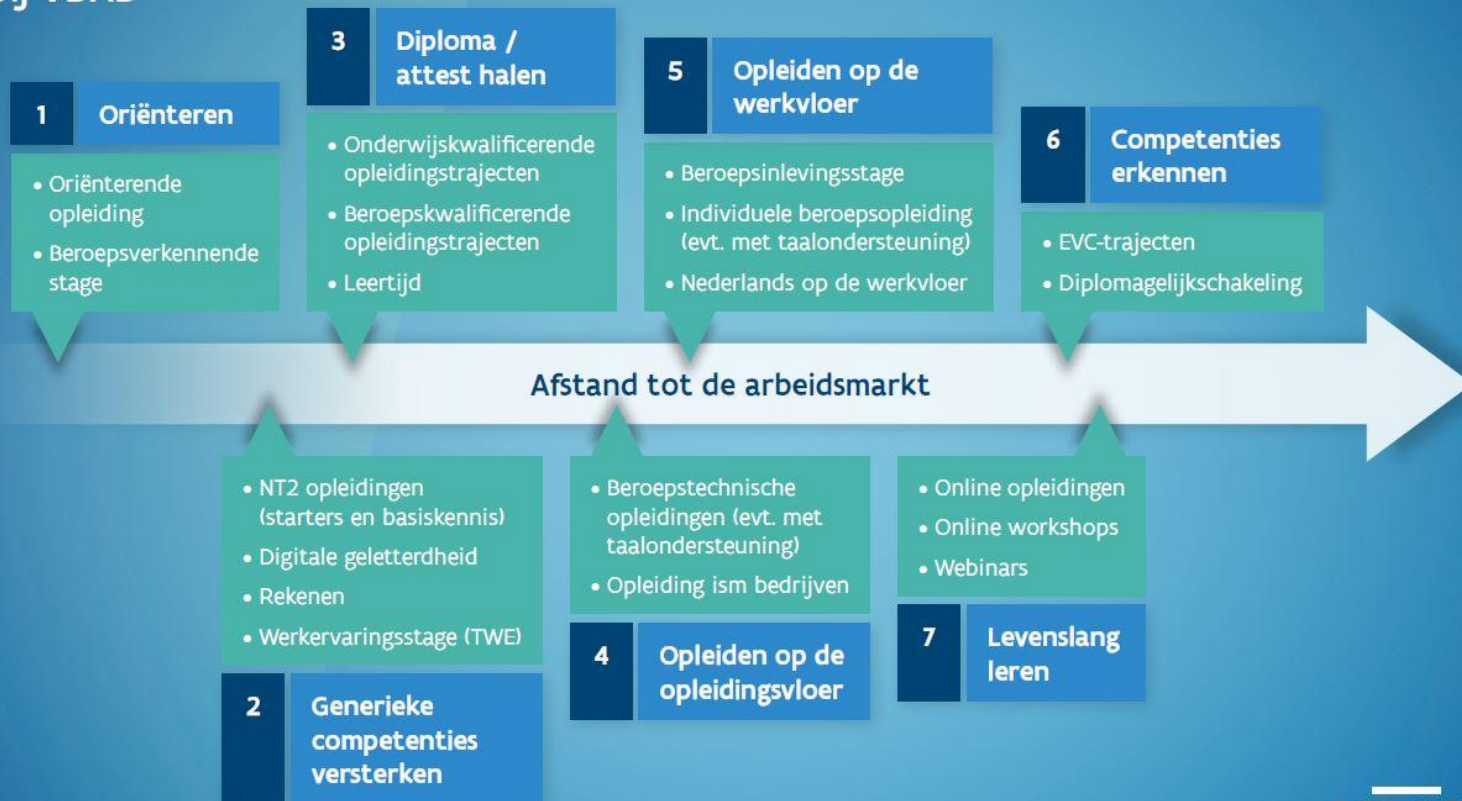 1
Oriënteren
• Oriënterende
opleiding
• Beroepsverkennende
stage
3
Diploma /
attest halen
• Onderwijskwalificerende
opleidingstrajecten
• Beroepskwalificerende
opleidingstrajecten
• Leertijd
5
Opleiden op de
werkvloer
• Beroepsinlevingsstage
• Individuele beroepsopleiding
(evt. met taalondersteuning)
• Nederlands op de werkvloer
6
Competenties
erkennen
• EVC-trajecten
• Diplomagelijkschakeling
Afstand tot de arbeidsmarkt
• NT2 opleidingen
(starters en basiskennis)
• Digitale geletterdheid
• Rekenen
• Werkervaringsstage (TWE)
2
Generieke
competenties
versterken
• Beroepstechnische
opleidingen (evt. met
taalondersteuning)
• Opleiding ism bedrijven
4
Opleiden op de
opleidingsvloer
• Online opleidingen
• Online workshops
• Webinars
7
Levenslang
leren